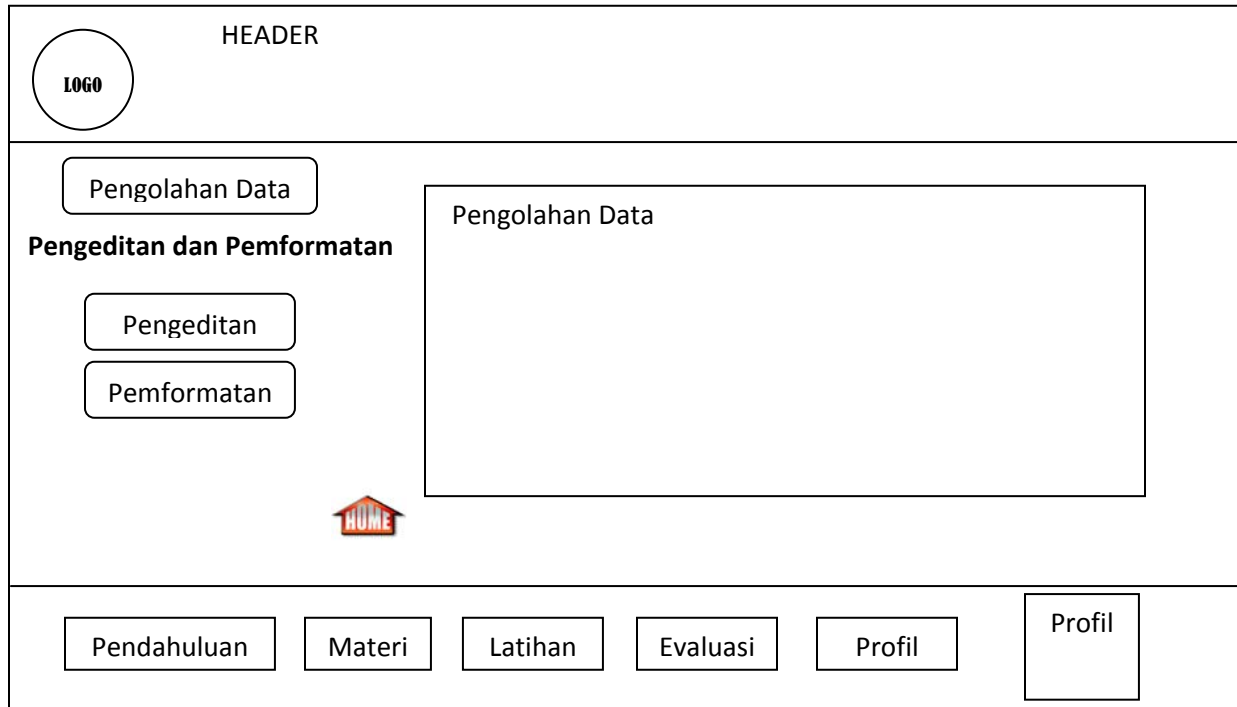 HEADER
LOGO
Pengolahan Data
Pengolahan Data
Pengeditan dan Pemformatan
Pengeditan
Pemformatan
HOME
Pendahuluan
Materi
Latihan
Evaluasi
Profil
Profil